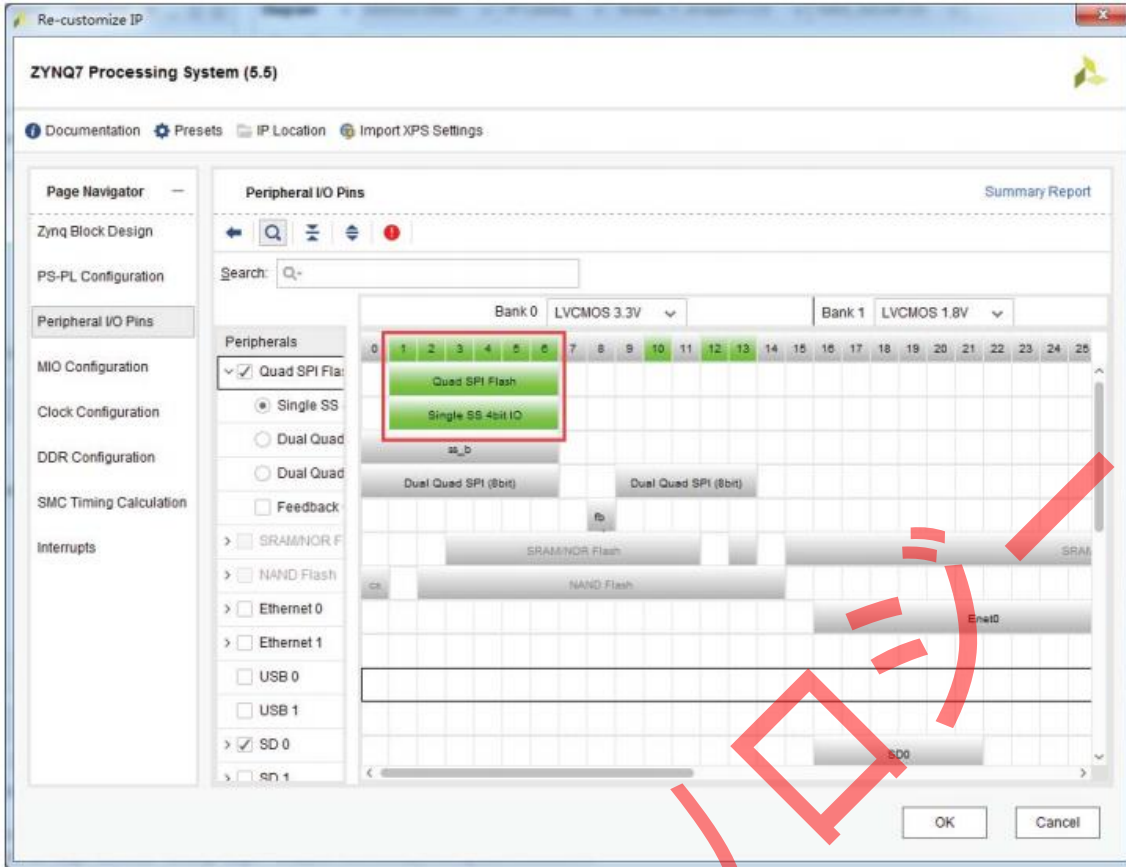 Re-customize IP
ZYNQ7 Processing System (5.5)
Documentation Presets IP Location Import XPS Settings
Page Navigator
Zynq Block Design
PS-PL Configuration
Peripheral I/O Pins
MIO Configuration
Clock Configuration
DDR Configuration
SMC Timing Calculation
Interrupts
Peripheral I/O Pins Summary Report
Search: Q-
Bank 0 LVCMOS 3.3V Bank 1 LVCMOS 1.8V
Peripherals 0 1 2 3 4 5 6 7 8 9 10 11 12 13 14 15 16 17 18 19 20 21 22 23 24 25
Quad SPI Fla Quad SPI Flash
Single SS Single SS 4bit IO
Dual Quad ss_b
Dual Quad Dual Quad SPI (8bit) Dual Quad SPI (8bit)
Feedback fb
SRAM/NOR F SRAM/NOR Flash SRAM
NAND Flash cs NAND Flash
Ethernet 0 Enet0
Ethernet 1
USB 0
USB 1
SD 0 SD0
SD 1
OK Cancel
ロジ